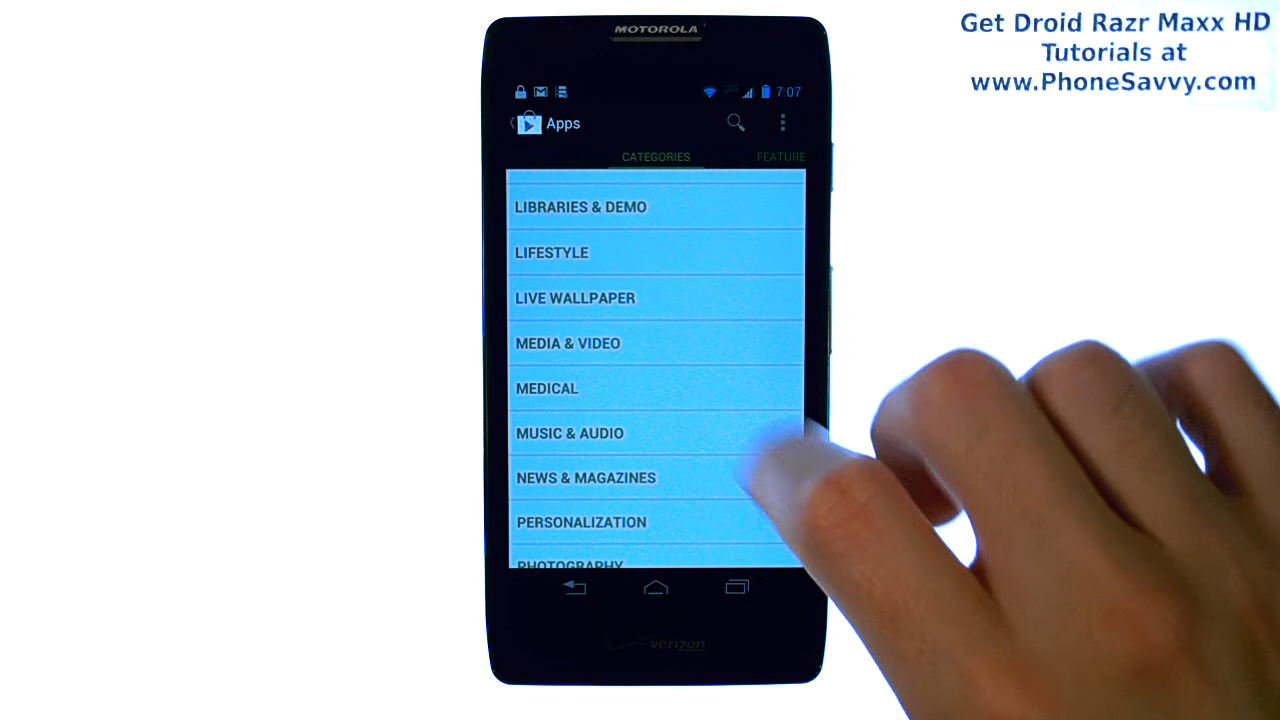 Get Droid Razr Maxx HD
Tutorials at
www.PhoneSavvy.com
MOTOROLA
7:07
Apps
CATEGORIES
FEATURE
LIBRARIES & DEMO
LIFESTYLE
LIVE WALLPAPER
MEDIA & VIDEO
MEDICAL
MUSIC & AUDIO
NEWS & MAGAZINES
PERSONALIZATION
PHOTOGRAPHY
verizon